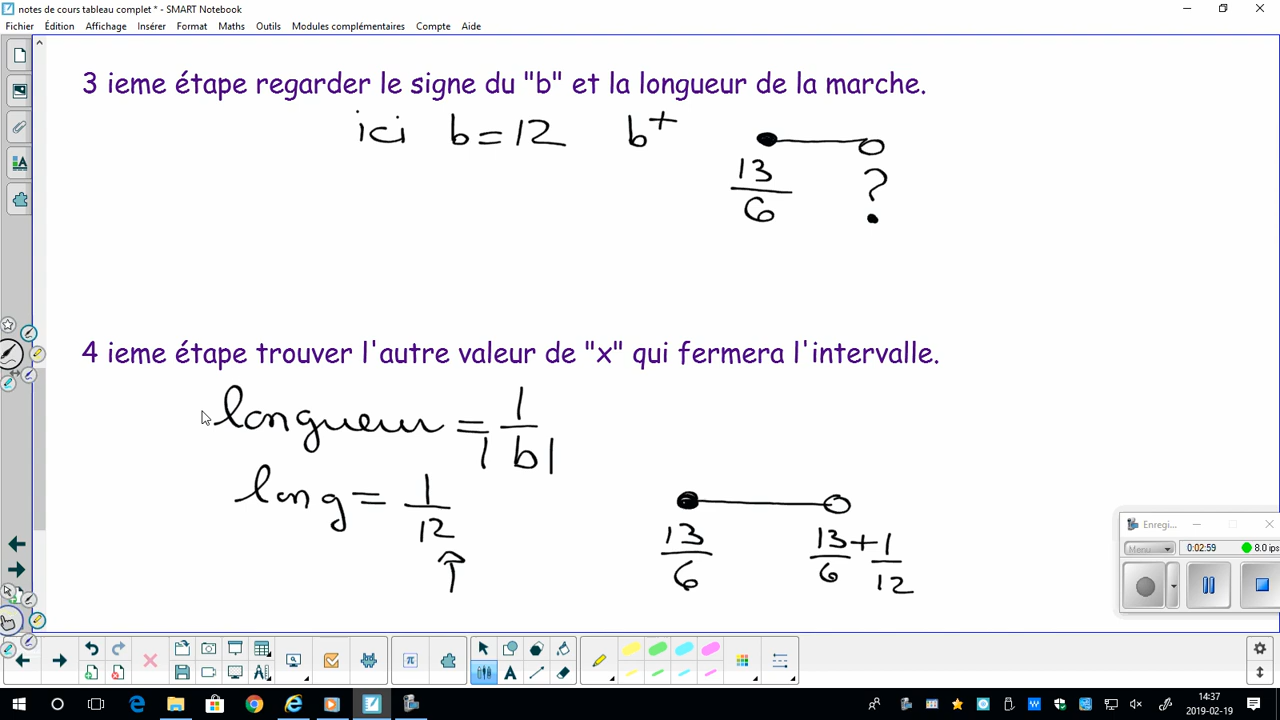 notes de cours tableau complet * - SMART Notebook
Fichier Édition Affichage Insérer Format Maths Outils Modules complémentaires Compte Aide
3 ieme étape regarder le signe du "b" et la longueur de la marche.
ici b = 12 b+
13/6 ?
4 ieme étape trouver l'autre valeur de "x" qui fermera l'intervalle.
longueur = 1/|b|
long = 1/12
13/6 13/6 + 1/12
Enregi...
Menu 0:02:59 8.0 ips
14:37
2019-02-19